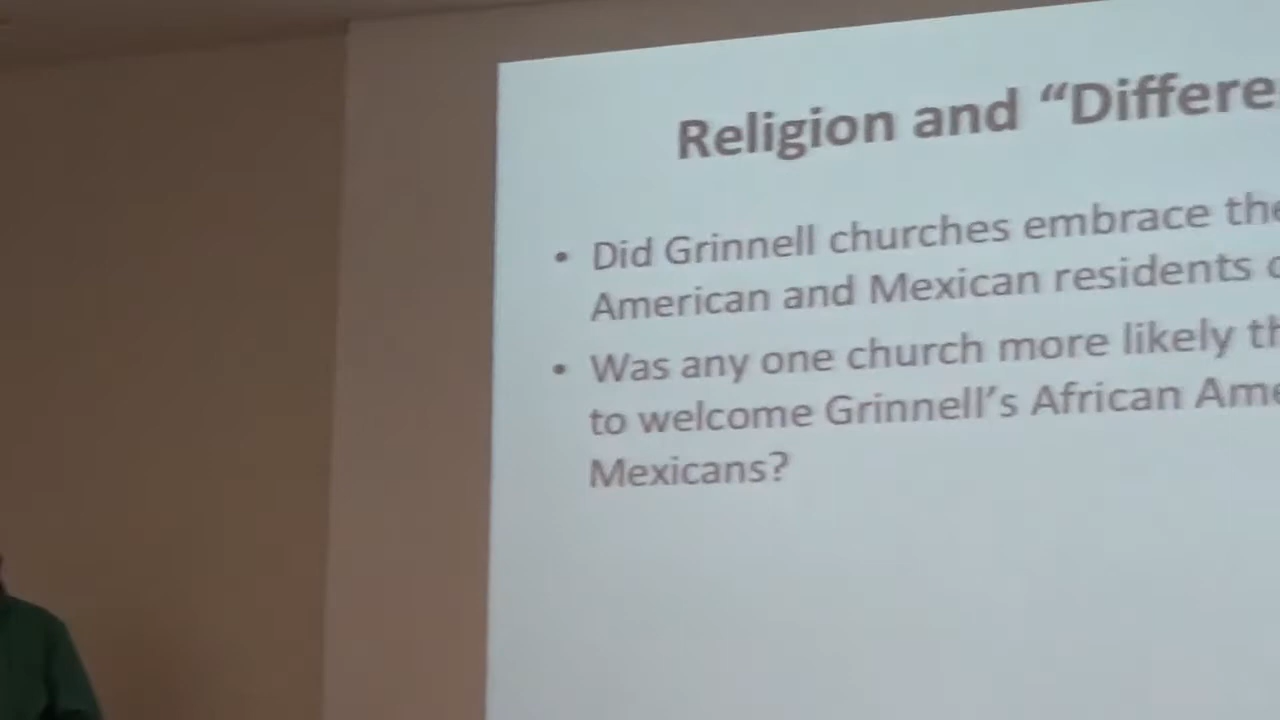 Religion and “Differe
• Did Grinnell churches embrace the
American and Mexican residents
• Was any one church more likely th
to welcome Grinnell’s African Ame
Mexicans?